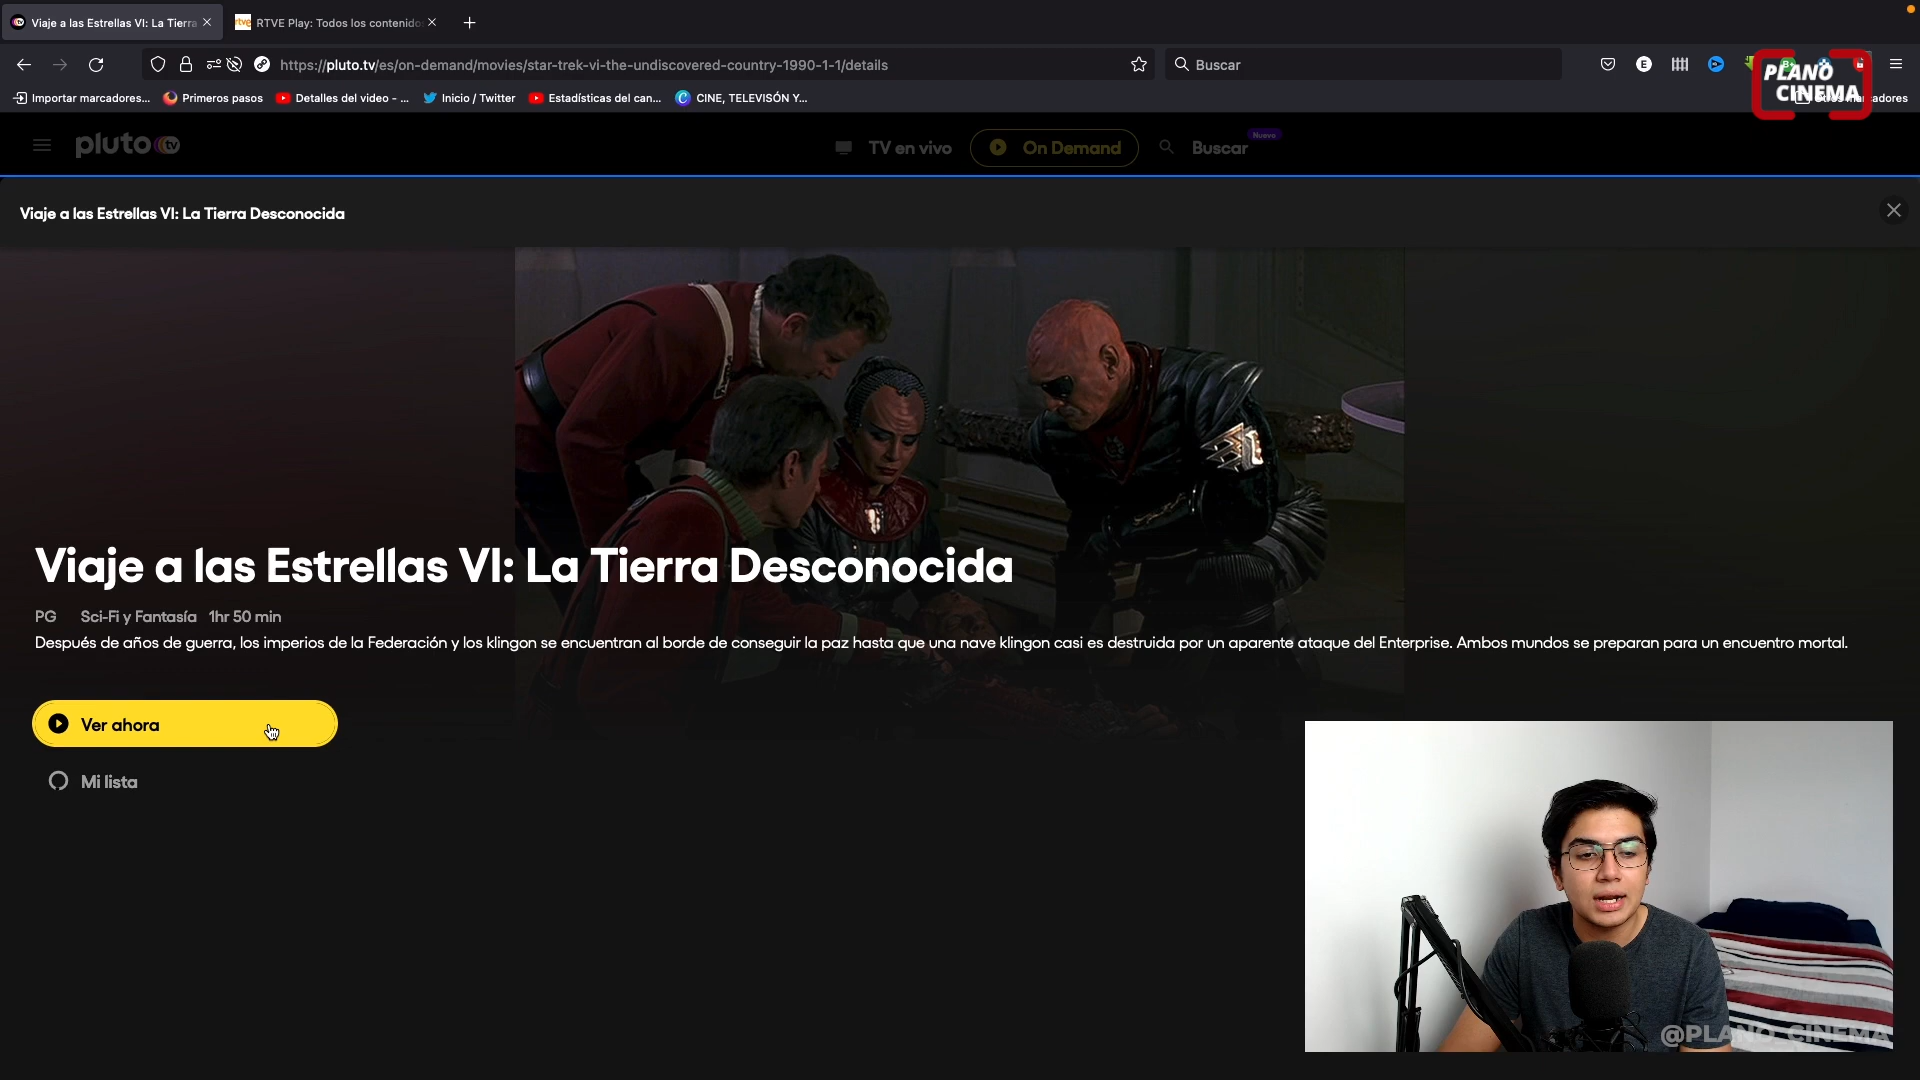 Viaje a las Estrellas VI: La Tierra
RTVE Play: Todos los contenidos
https://pluto.tv/es/on-demand/movies/star-trek-vi-the-undiscovered-country-1990-1-1/details
Buscar
Importar marcadores...
Primeros pasos
Detalles del video - ...
Inicio / Twitter
Estadísticas del can...
CINE, TELEVISÓN Y...
PLANO
CINEMA
pluto tv
TV en vivo
On Demand
Buscar
Nuevo
Viaje a las Estrellas VI: La Tierra Desconocida
Viaje a las Estrellas VI: La Tierra Desconocida
PG Sci-Fi y Fantasía 1hr 50 min
Después de años de guerra, los imperios de la Federación y los klingon se encuentran al borde de conseguir la paz hasta que una nave klingon casi es destruida por un aparente ataque del Enterprise. Ambos mundos se preparan para un encuentro mortal.
Ver ahora
Mi lista
@PLANO_CINEMA